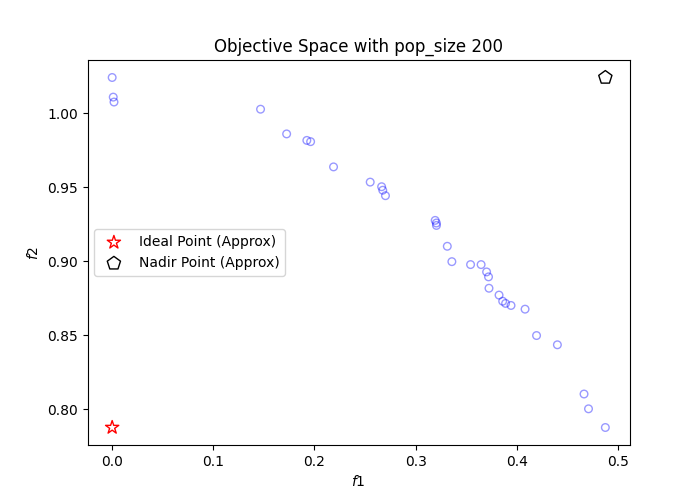 Objective Space with pop_size 200
f2
1.00
0.95
0.90
0.85
0.80
Ideal Point (Approx)
Nadir Point (Approx)
0.0 0.1 0.2 0.3 0.4 0.5
f1